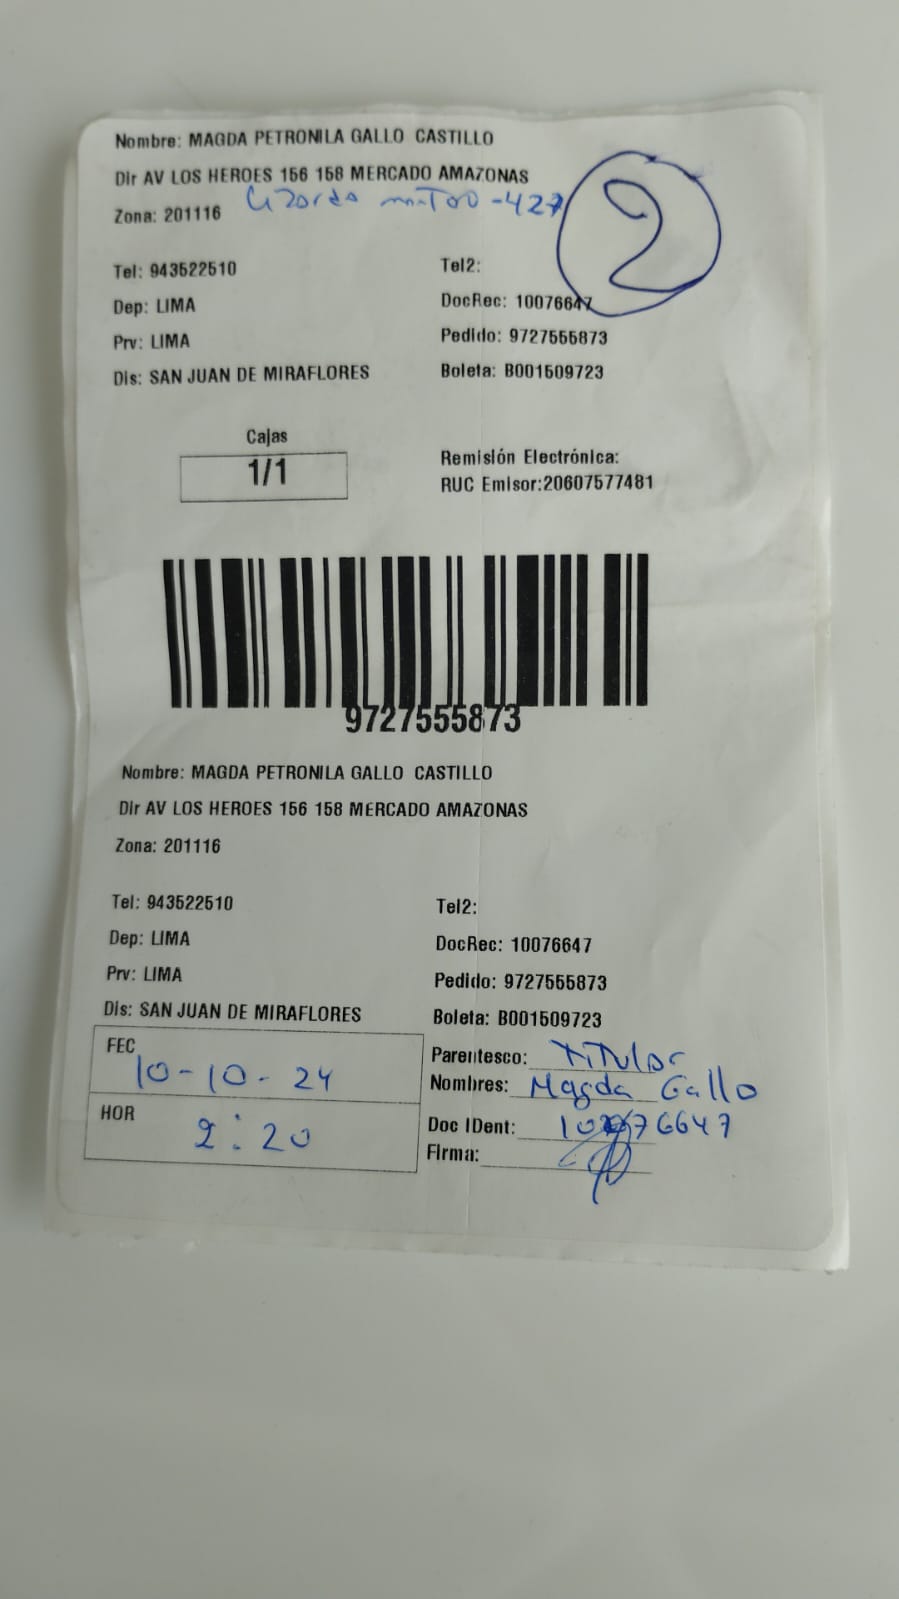 Nombre: MAGDA PETRONILA GALLO CASTILLO
Dir AV LOS HEROES 156 158 MERCADO AMAZONAS
Zona: 201116
-427
2
Tel: 943522510
Tel2:
Dep: LIMA
DocRec: 10076647
Prv: LIMA
Pedido: 9727555873
Dis: SAN JUAN DE MIRAFLORES
Boleta: B001509723
Cajas
1/1
Remisión Electrónica:
RUC Emisor:20607577481
9727555873
Nombre: MAGDA PETRONILA GALLO CASTILLO
Dir AV LOS HEROES 156 158 MERCADO AMAZONAS
Zona: 201116
Tel: 943522510
Tel2:
Dep: LIMA
DocRec: 10076647
Prv: LIMA
Pedido: 9727555873
Dis: SAN JUAN DE MIRAFLORES
Boleta: B001509723
FEC
10-10-24
HOR
2:20
Parentesco: Titular
Nombres: Magda Gallo
Doc IDent:
Firma: